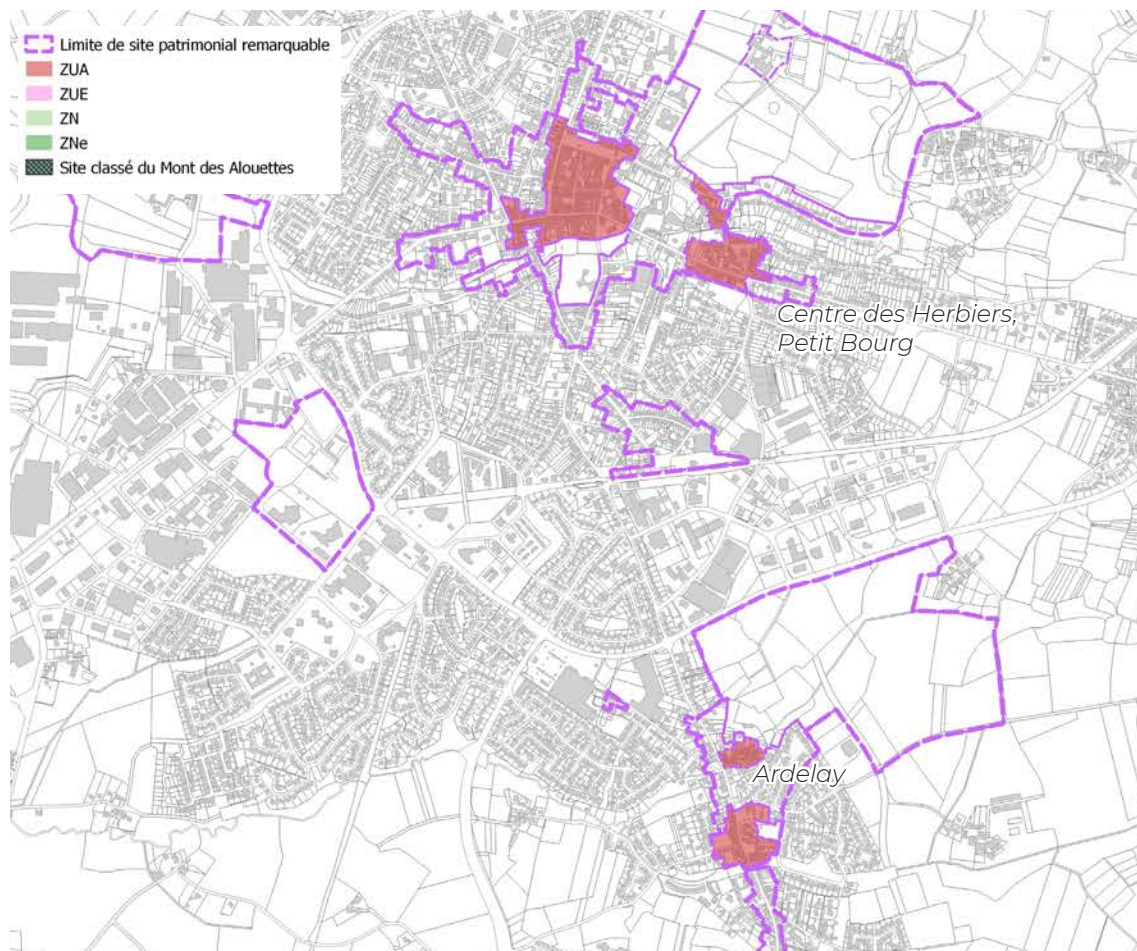 Limite de site patrimonial remarquable
ZUA
ZUE
ZN
ZNe
Site classé du Mont des Alouettes
Centre des Herbiers,
Petit Bourg
Ardelay